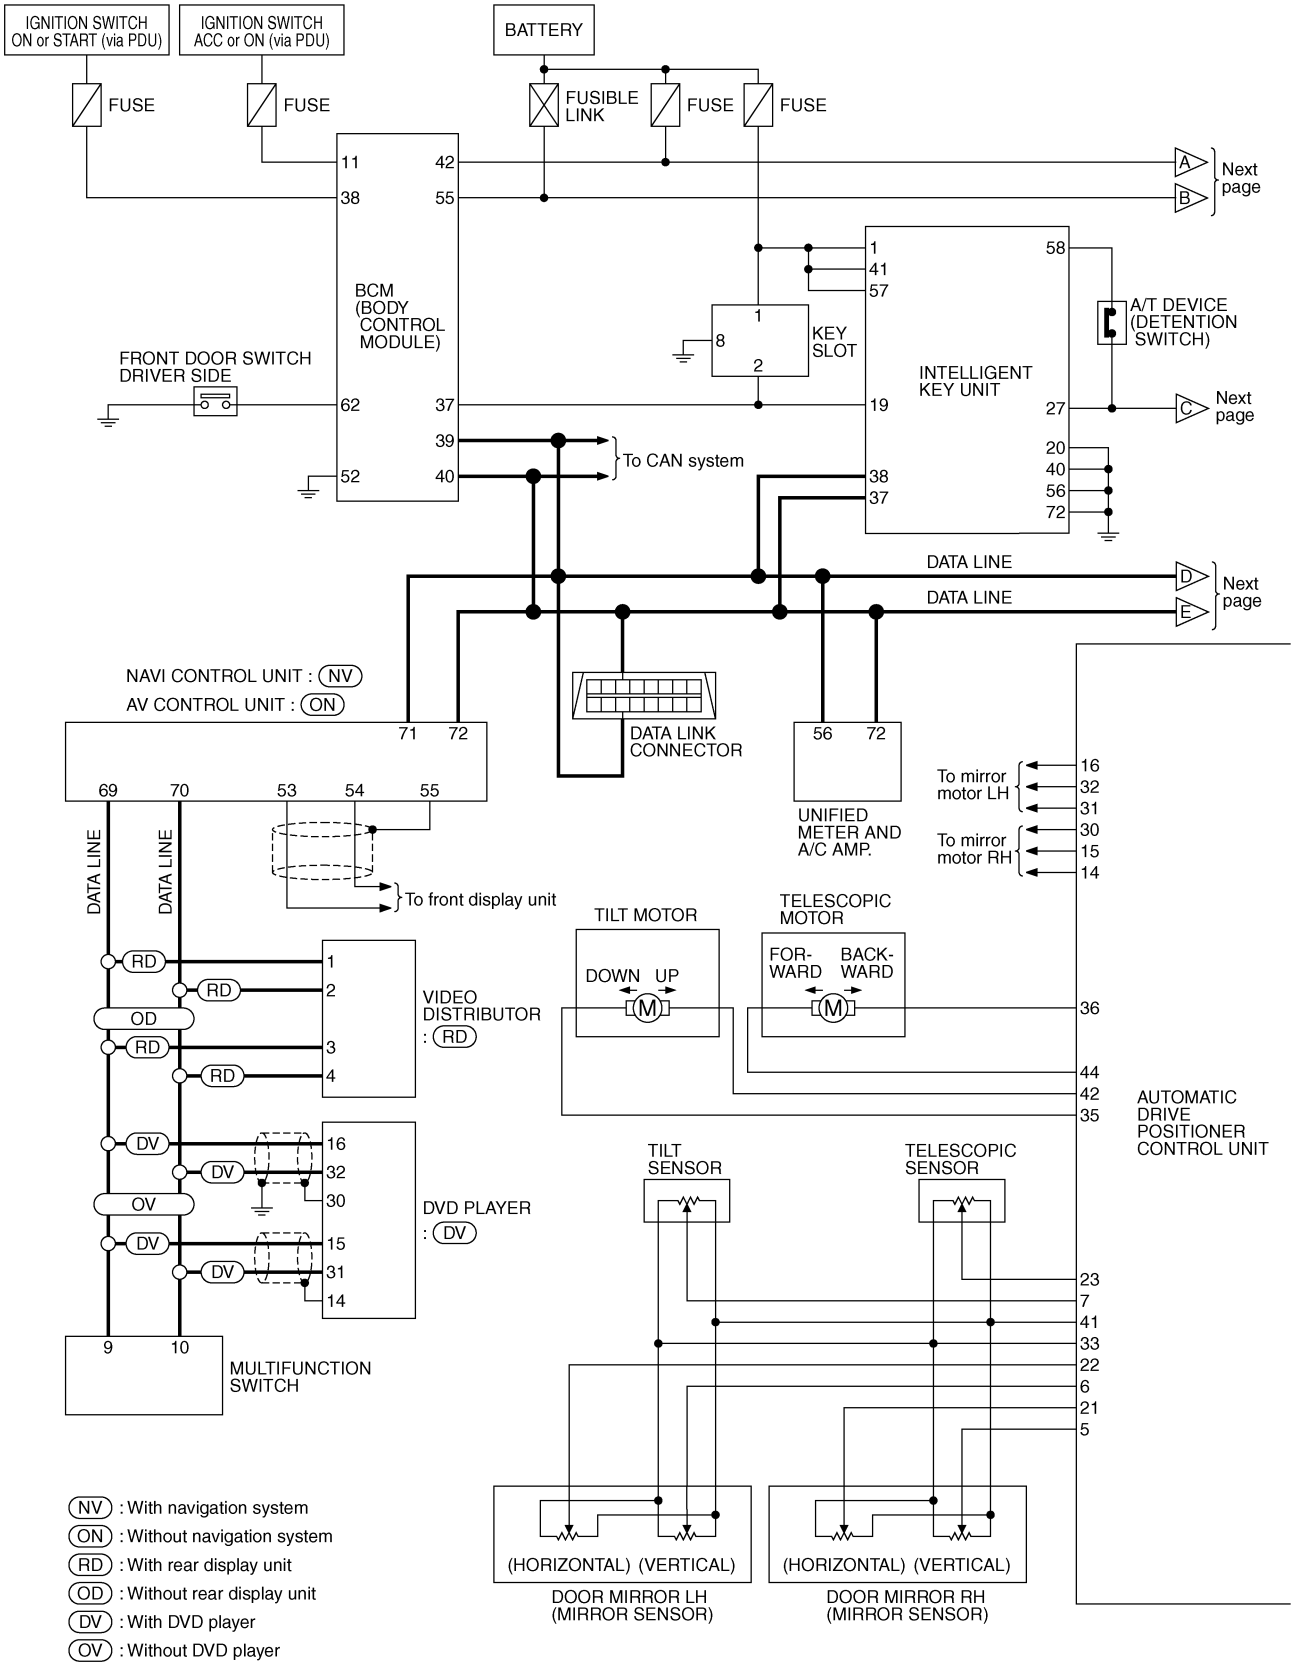 IGNITION SWITCH
ON or START (via PDU)
IGNITION SWITCH
ACC or ON (via PDU)
BATTERY
FUSE
FUSE
FUSIBLE
LINK
FUSE
FUSE
11
42
38
55
A
B
Next
page
BCM
(BODY
CONTROL
MODULE)
1
41
57
58
1
8
2
KEY
SLOT
INTELLIGENT
KEY UNIT
A/T DEVICE
(DETENTION
SWITCH)
FRONT DOOR SWITCH
DRIVER SIDE
62
37
19
27
C
Next
page
39
40
To CAN system
52
38
37
20
40
56
72
DATA LINE
DATA LINE
D
E
Next
page
NAVI CONTROL UNIT : NV
AV CONTROL UNIT : ON
71
72
69
70
53
54
55
DATA LINK
CONNECTOR
56
72
UNIFIED
METER AND
A/C AMP.
To mirror
motor LH
16
32
31
To mirror
motor RH
30
15
14
DATA LINE
DATA LINE
To front display unit
TILT MOTOR
DOWN UP
M
TELESCOPIC
MOTOR
FOR-
WARD
BACK-
WARD
M
36
44
42
35
AUTOMATIC
DRIVE
POSITIONER
CONTROL UNIT
RD
1
RD
2
OD
RD
3
RD
4
VIDEO
DISTRIBUTOR
: RD
DV
16
DV
32
30
OV
DV
15
DV
31
14
DVD PLAYER
: DV
9
10
MULTIFUNCTION
SWITCH
TILT
SENSOR
TELESCOPIC
SENSOR
23
7
41
33
22
6
21
5
(HORIZONTAL) (VERTICAL)
DOOR MIRROR LH
(MIRROR SENSOR)
(HORIZONTAL) (VERTICAL)
DOOR MIRROR RH
(MIRROR SENSOR)
NV : With navigation system
ON : Without navigation system
RD : With rear display unit
OD : Without rear display unit
DV : With DVD player
OV : Without DVD player